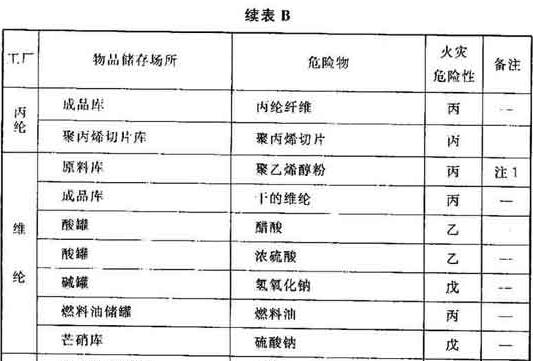 续表 B
工厂 物品储存场所 危险物 火灾危险性 备注
丙纶 成品库 丙纶纤维 丙 —
聚丙烯切片库 聚丙烯切片 丙
维纶 原料库 聚乙烯醇粉 丙 注 1
成品库 干的维纶 丙 —
酸罐 醋酸 乙
酸罐 浓硫酸 乙 —
碱罐 氢氧化钠 戊 —
燃料油储罐 燃料油 丙 —
芒硝库 硫酸钠 戊 —